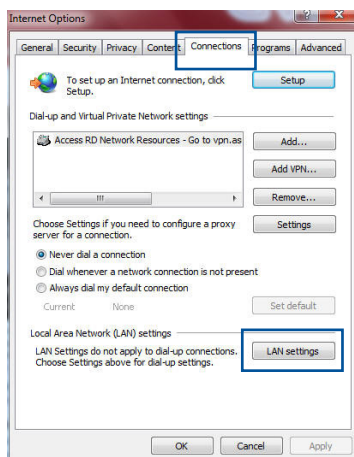 Internet Options
General Security Privacy Content Connections Programs Advanced
To set up an Internet connection, click Setup.
Setup
Dial-up and Virtual Private Network settings
Access RD Network Resources - Go to vpn.as
Add...
Add VPN...
Remove...
Choose Settings if you need to configure a proxy
server for a connection.
Settings
Never dial a connection
Dial whenever a network connection is not present
Always dial my default connection
Current None
Set default
Local Area Network (LAN) settings
LAN Settings do not apply to dial-up connections.
Choose Settings above for dial-up settings.
LAN settings
OK Cancel Apply